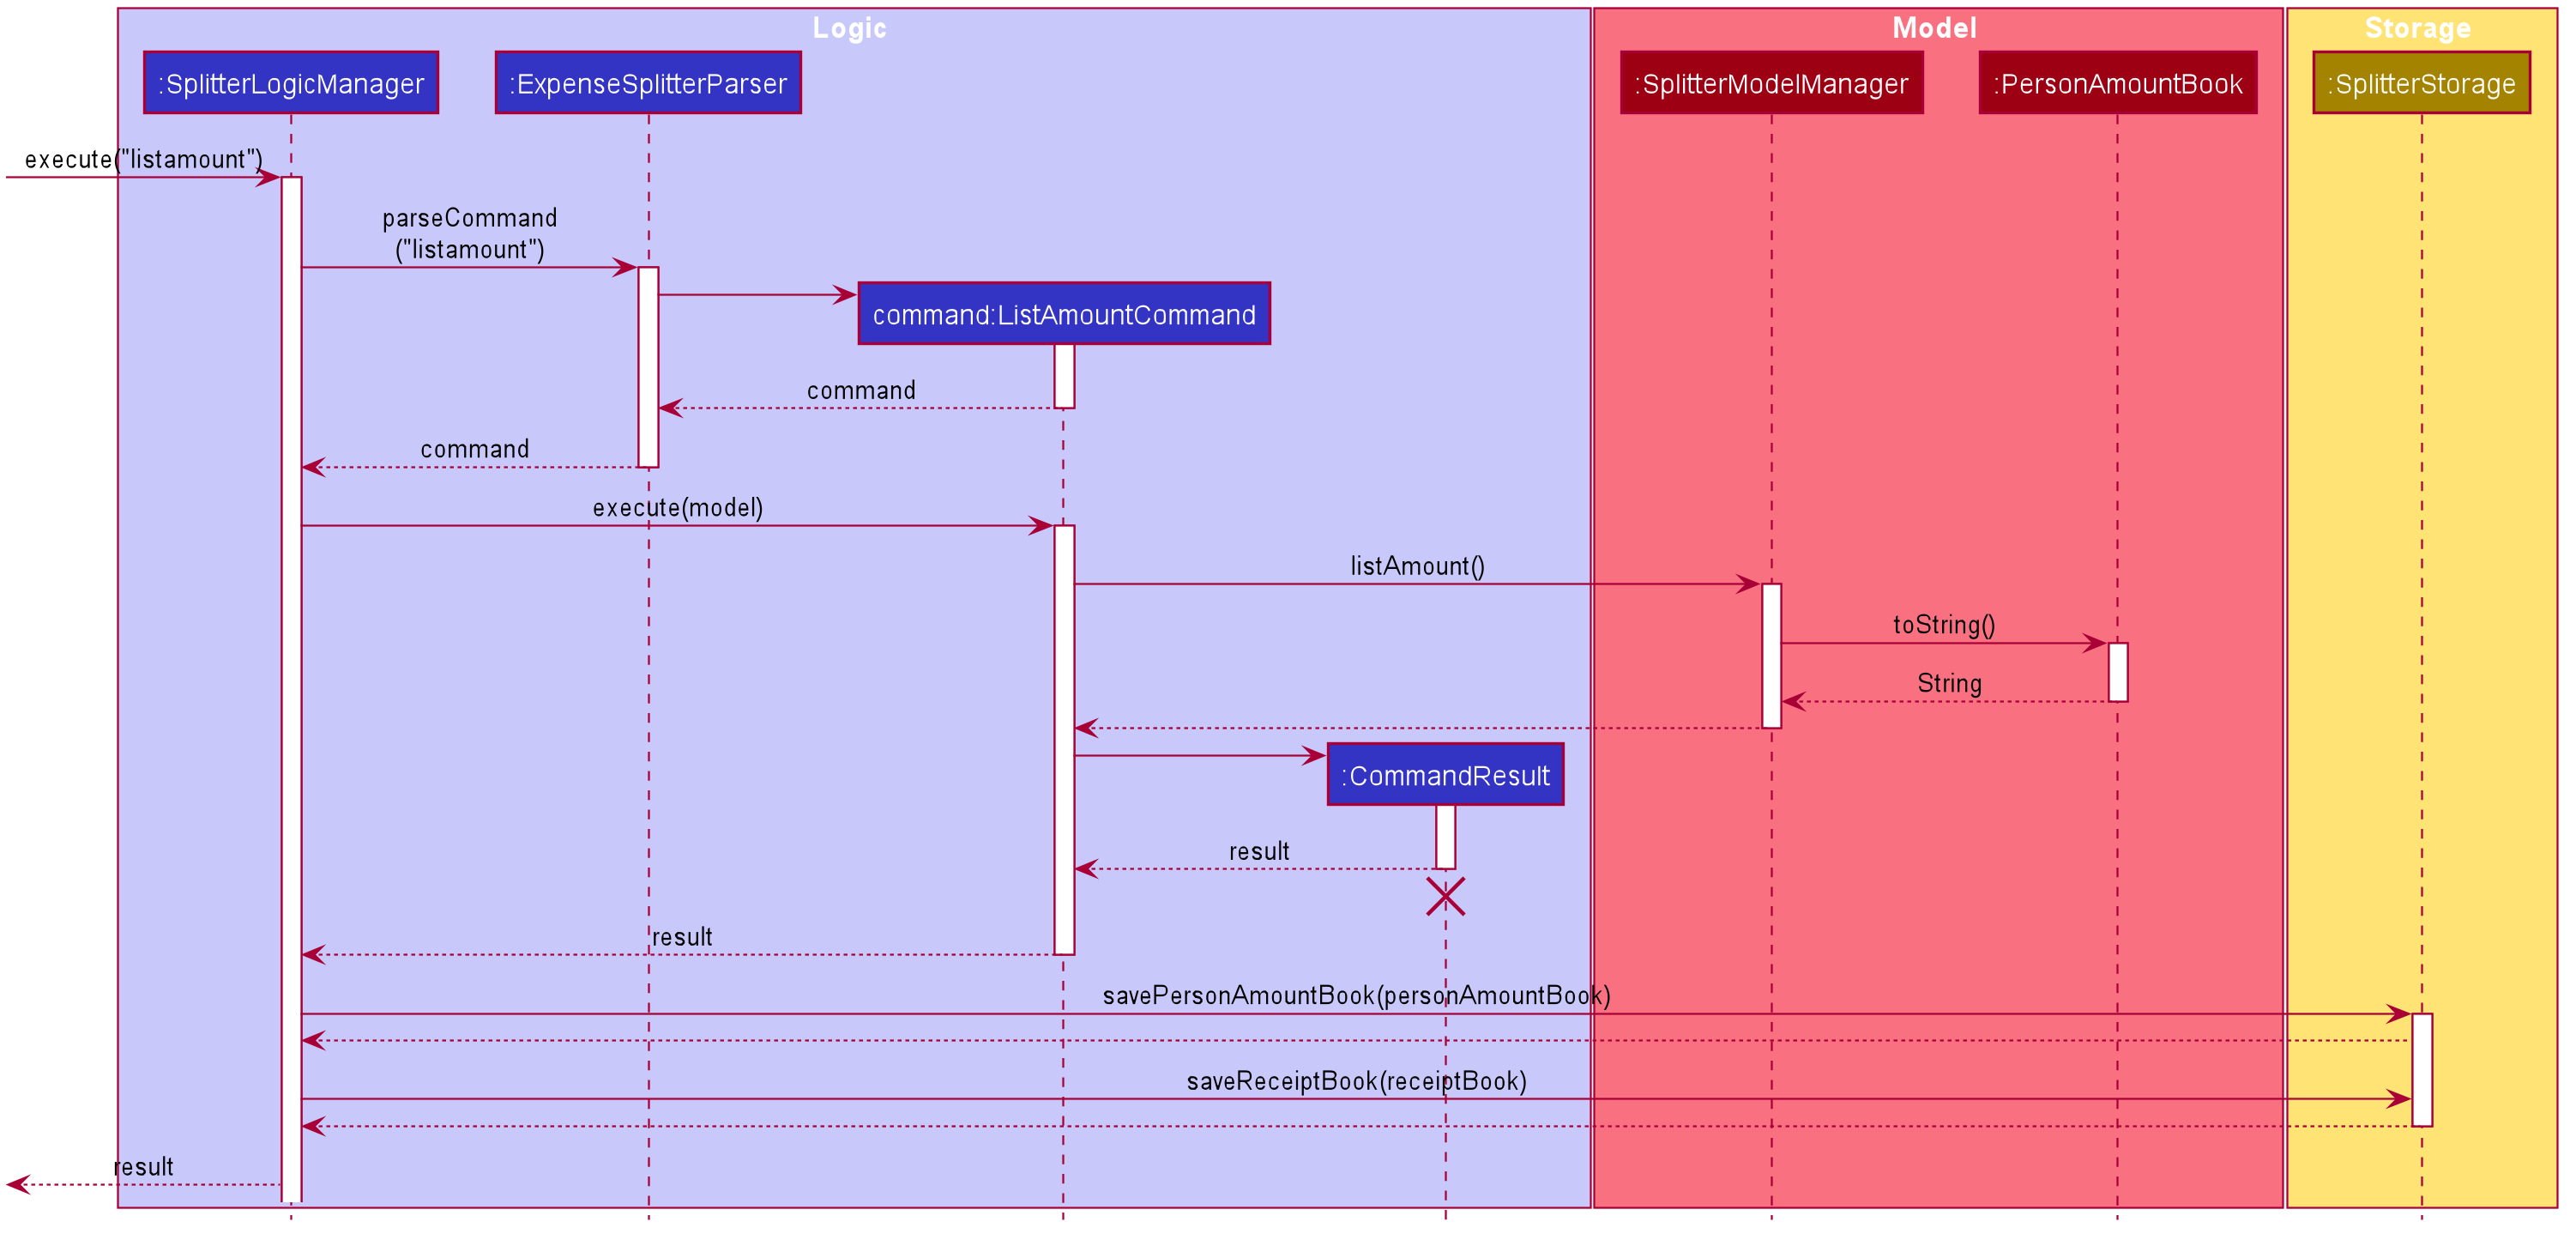 Logic
Model
Storage
:SplitterLogicManager
:ExpenseSplitterParser
:SplitterModelManager
:PersonAmountBook
:SplitterStorage
execute("listamount")
parseCommand
("listamount")
command:ListAmountCommand
command
command
execute(model)
listAmount()
toString()
String
:CommandResult
result
result
savePersonAmountBook(personAmountBook)
saveReceiptBook(receiptBook)
result